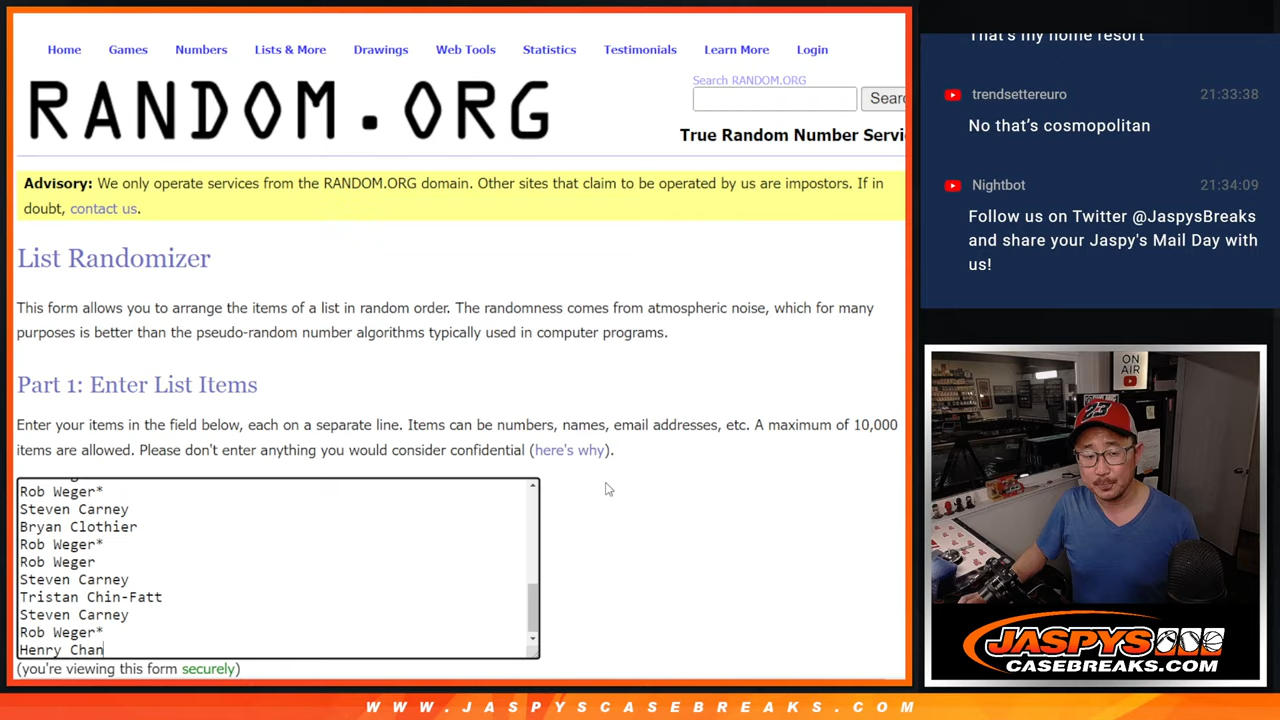 Home Games Numbers Lists & More Drawings Web Tools Statistics Testimonials Learn More Login
RANDOM.ORG
Search RANDOM.ORG
Searc
True Random Number Servi
Advisory: We only operate services from the RANDOM.ORG domain. Other sites that claim to be operated by us are impostors. If in
doubt, contact us.
List Randomizer
This form allows you to arrange the items of a list in random order. The randomness comes from atmospheric noise, which for many
purposes is better than the pseudo-random number algorithms typically used in computer programs.
Part 1: Enter List Items
Enter your items in the field below, each on a separate line. Items can be numbers, names, email addresses, etc. A maximum of 10,000
items are allowed. Please don't enter anything you would consider confidential (here's why).
Rob Weger*
Steven Carney
Bryan Clothier
Rob Weger*
Rob Weger
Steven Carney
Tristan Chin-Fatt
Steven Carney
Rob Weger*
Henry Chan
(you're viewing this form securely)
That's my home resort
trendsettereuro 21:33:38
No that's cosmopolitan
Nightbot 21:34:09
Follow us on Twitter @JaspysBreaks
and share your Jaspy's Mail Day with
us!
ON
AIR
23
JASPYS
CASEBREAKS.COM
WWW.JASPYSCASEBREAKS.COM